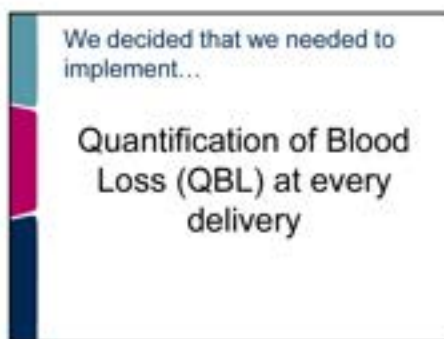 We decided that we needed to
implement...
Quantification of Blood
Loss (QBL) at every
delivery